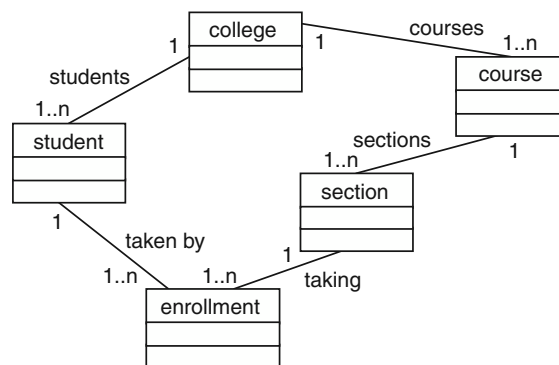 college
courses
1
1
1..n
students
course
1..n
student
sections
1..n
1
section
1
taken by
1
1..n
1..n
taking
enrollment